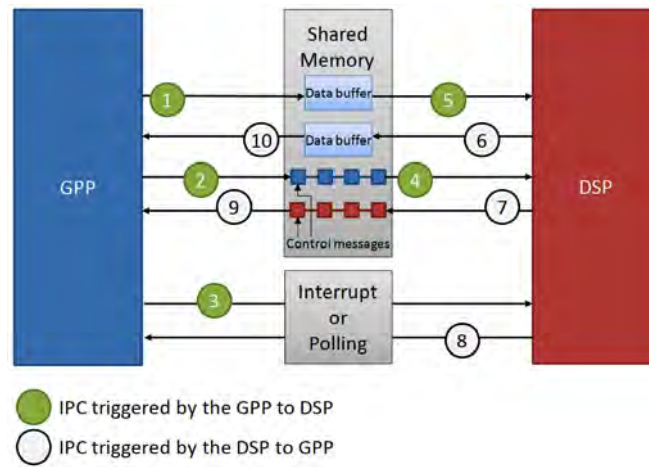 Shared
Memory
1
Data buffer
5
10
Data buffer
6
GPP
2
4
DSP
9
7
Control messages
3
Interrupt
or
Polling
8
IPC triggered by the GPP to DSP
IPC triggered by the DSP to GPP